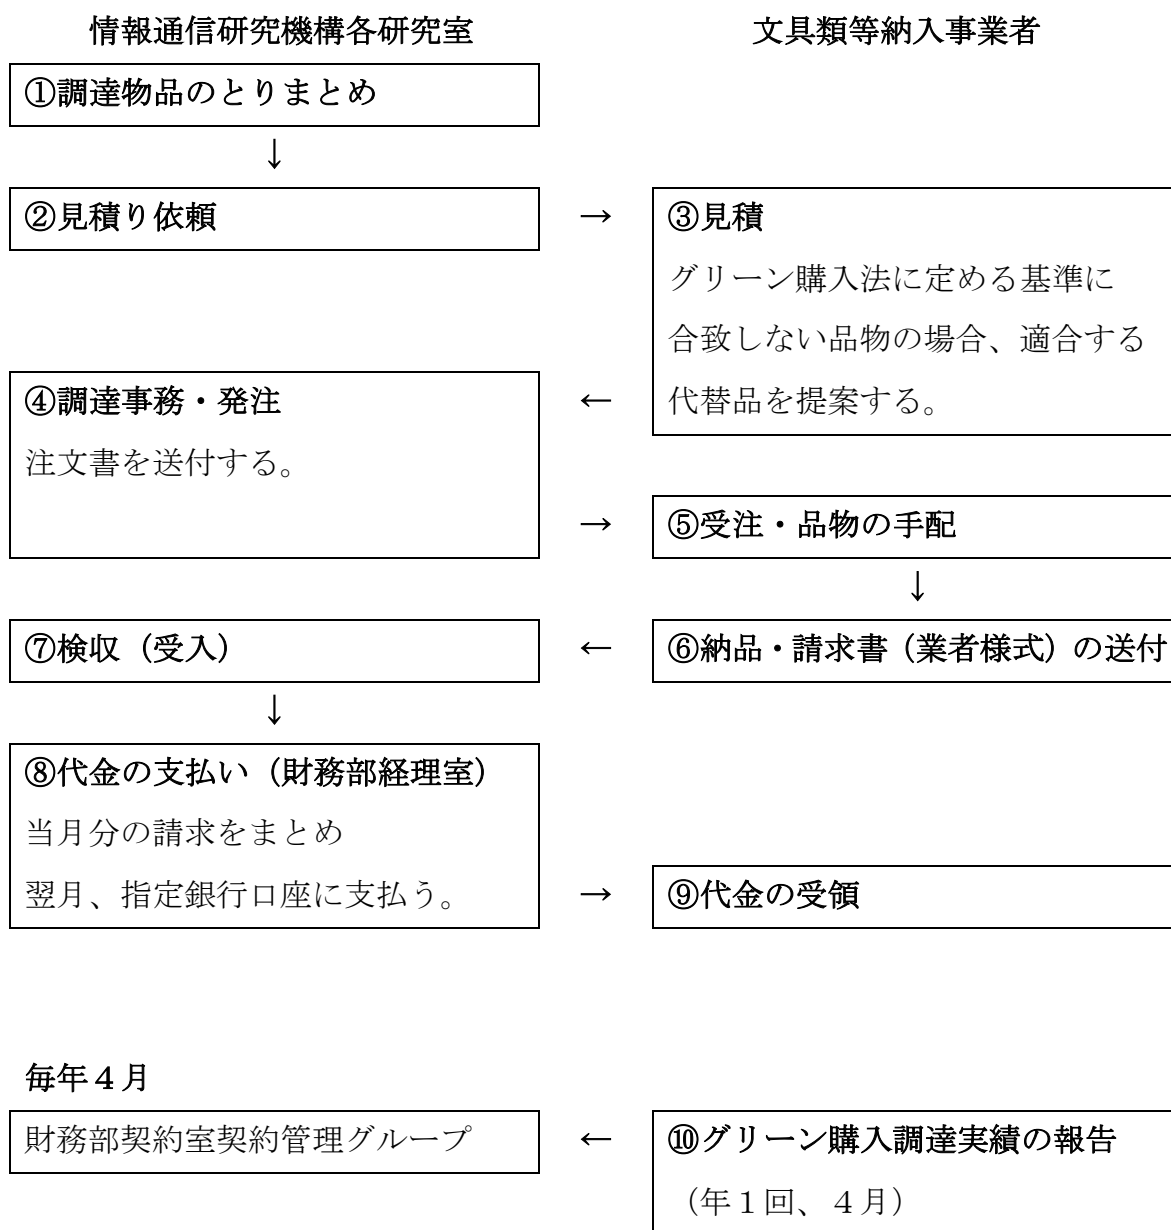 情報通信研究機構各研究室
文具類等納入事業者
①調達物品のとりまとめ
↓
②見積り依頼
→
③見積
グリーン購入法に定める基準に
合致しない品物の場合、適合する
代替品を提案する。
←
④調達事務・発注
注文書を送付する。
→
⑤受注・品物の手配
↓
⑥納品・請求書（業者様式）の送付
←
⑦検収（受入）
↓
⑧代金の支払い（財務部経理室）
当月分の請求をまとめ
翌月、指定銀行口座に支払う。
→
⑨代金の受領
毎年４月
財務部契約室契約管理グループ
←
⑩グリーン購入調達実績の報告
（年１回、４月）